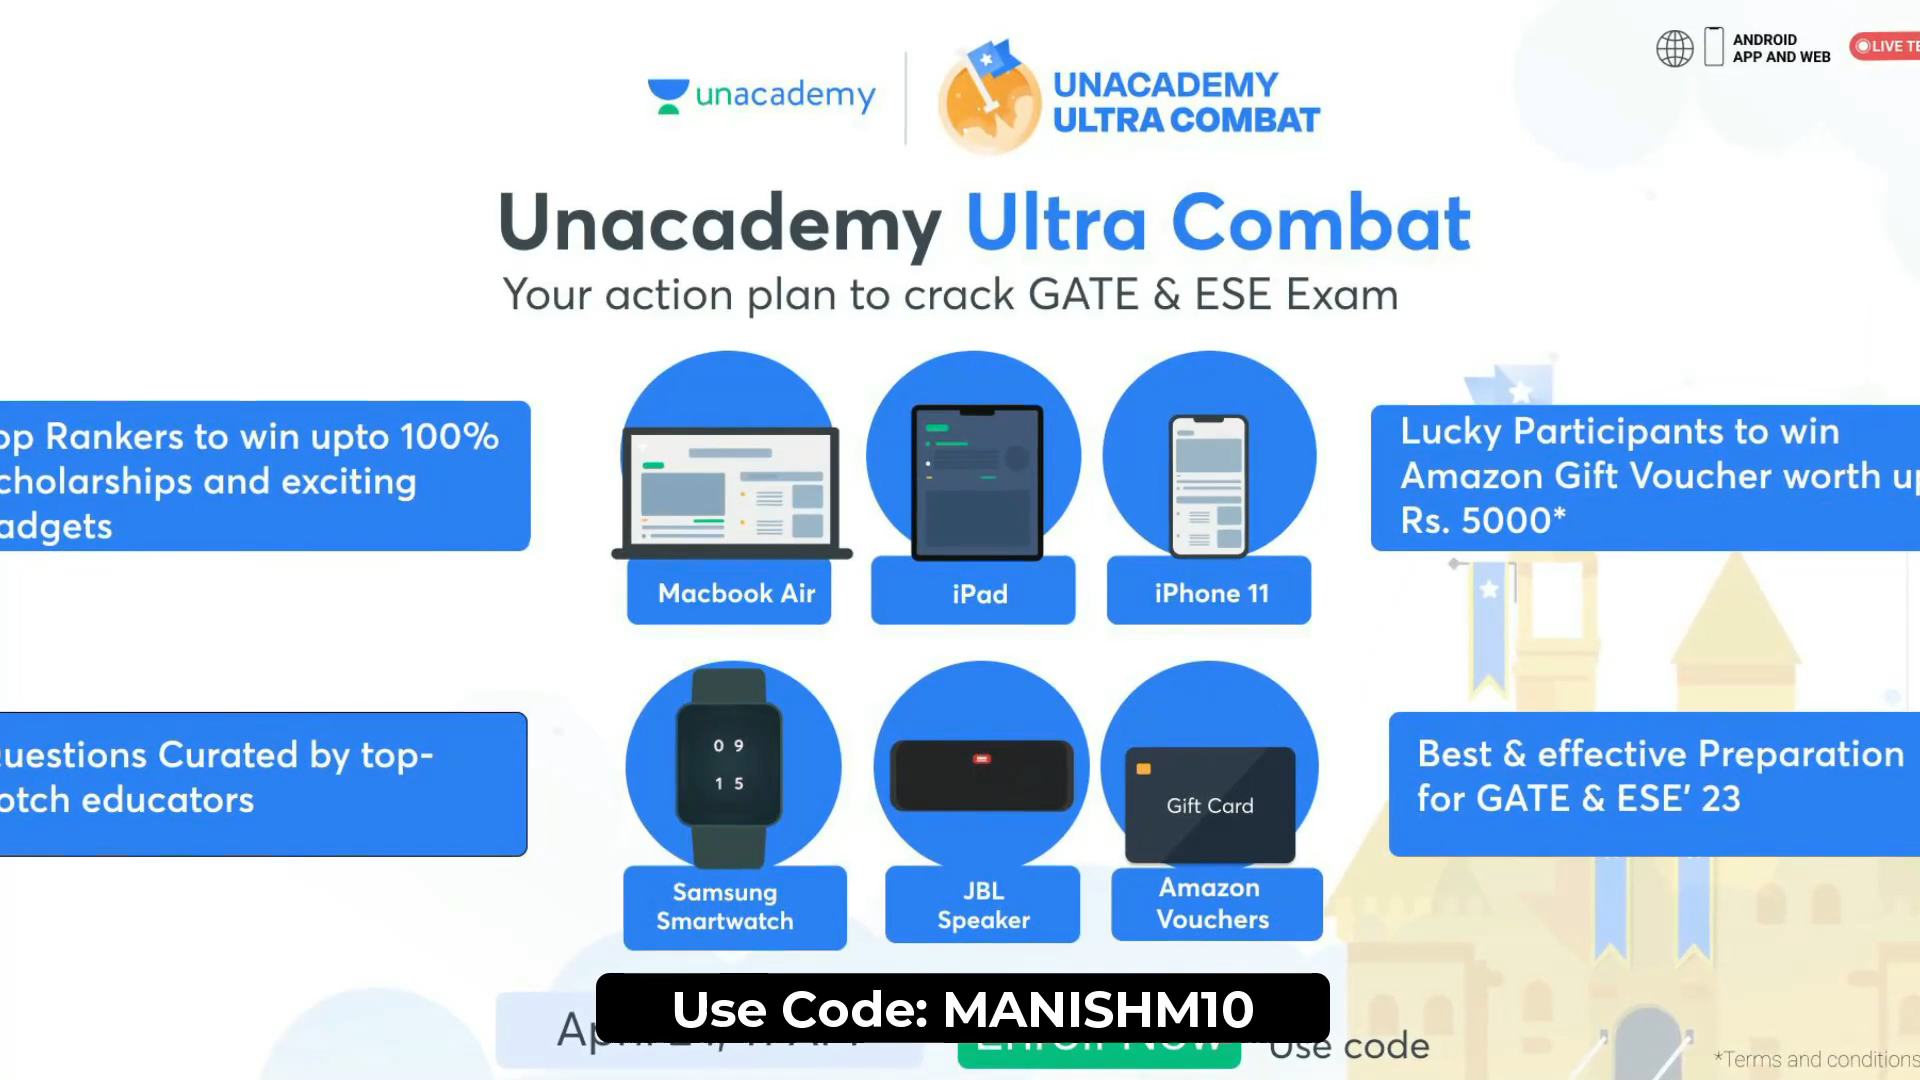 ANDROID
APP AND WEB
LIVE TE
unacademy
UNACADEMY
ULTRA COMBAT
Unacademy Ultra Combat
Your action plan to crack GATE & ESE Exam
op Rankers to win upto 100%
cholarships and exciting
adgets
Macbook Air
iPad
iPhone 11
Lucky Participants to win
Amazon Gift Voucher worth up
Rs. 5000*
uestions Curated by top-
otch educators
09
15
Samsung
Smartwatch
JBL
Speaker
Gift Card
Amazon
Vouchers
Best & effective Preparation
for GATE & ESE' 23
Use Code: MANISHM10
Enroll Now
Use code
*Terms and conditions